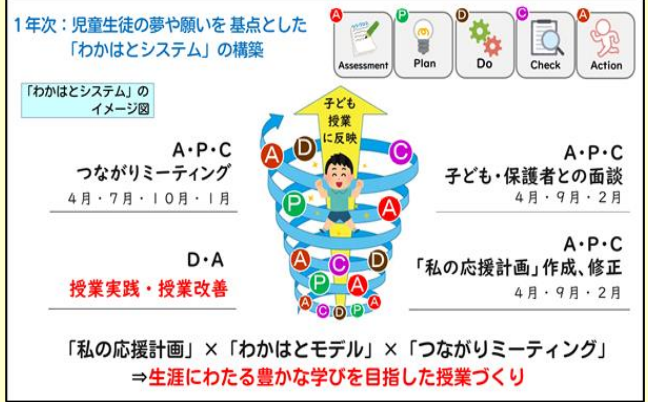 1年次：児童生徒の夢や願いを基点とした
「わかはとシステム」の構築
A
Assessment
P
Plan
D
Do
C
Check
A
Action
「わかはとシステム」の
イメージ図
子ども
授業
に反映
A・P・C
つながりミーティング
4月・7月・10月・1月
D・A
授業実践・授業改善
A D C
P A
A C D
P A
A C D P A
A・P・C
子ども・保護者との面談
4月・9月・2月
A・P・C
「私の応援計画」作成、修正
4月・9月・2月
「私の応援計画」×「わかはとモデル」×「つながりミーティング」
⇒生涯にわたる豊かな学びを目指した授業づくり